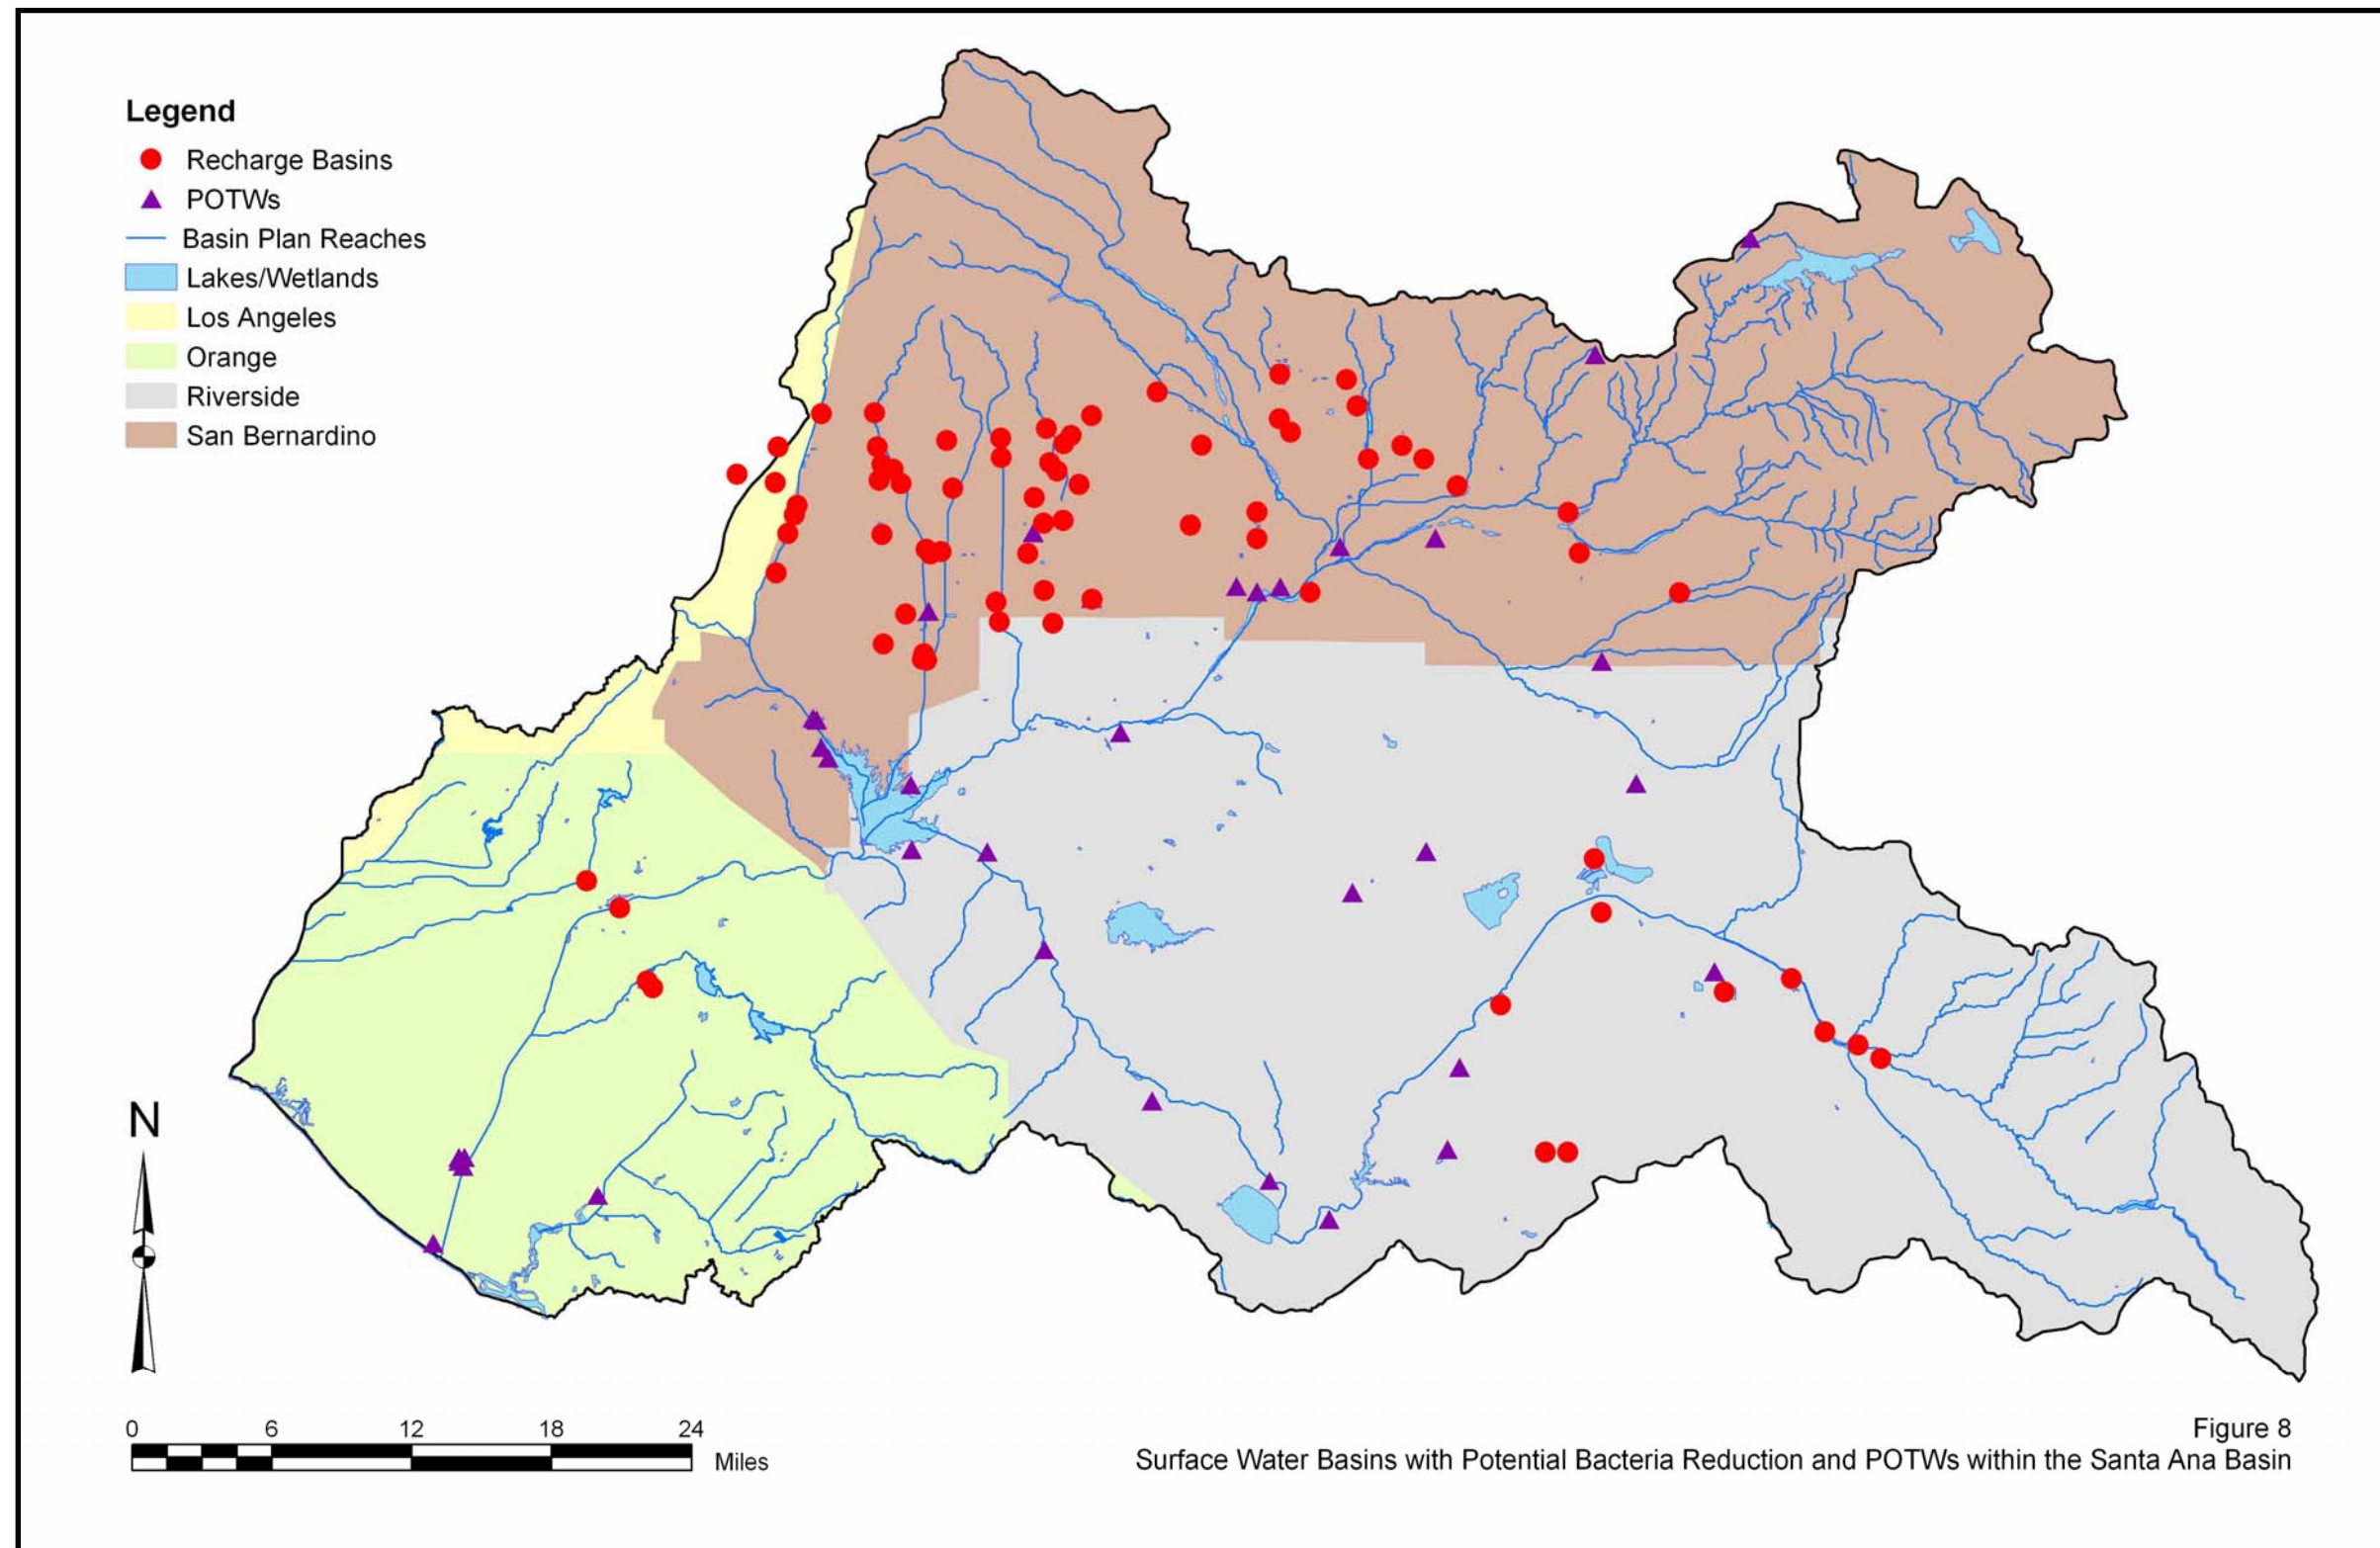 Legend
Recharge Basins
POTWs
Basin Plan Reaches
Lakes/Wetlands
Los Angeles
Orange
Riverside
San Bernardino
N
0 6 12 18 24
Miles
Figure 8
Surface Water Basins with Potential Bacteria Reduction and POTWs within the Santa Ana Basin